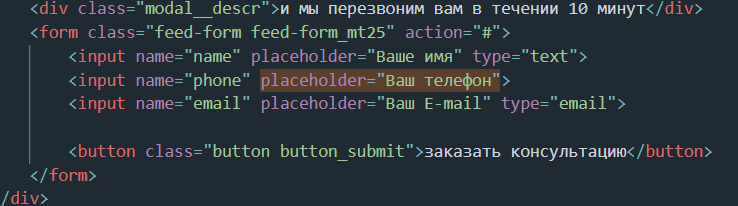 <div class="modal__descr">и мы перезвоним вам в течении 10 минут</div>
<form class="feed-form feed-form_mt25" action="#">
<input name="name" placeholder="Ваше имя" type="text">
<input name="phone" placeholder="Ваш телефон">
<input name="email" placeholder="Ваш E-mail" type="email">
<button class="button button_submit">заказать консультацию</button>
</form>
/div>